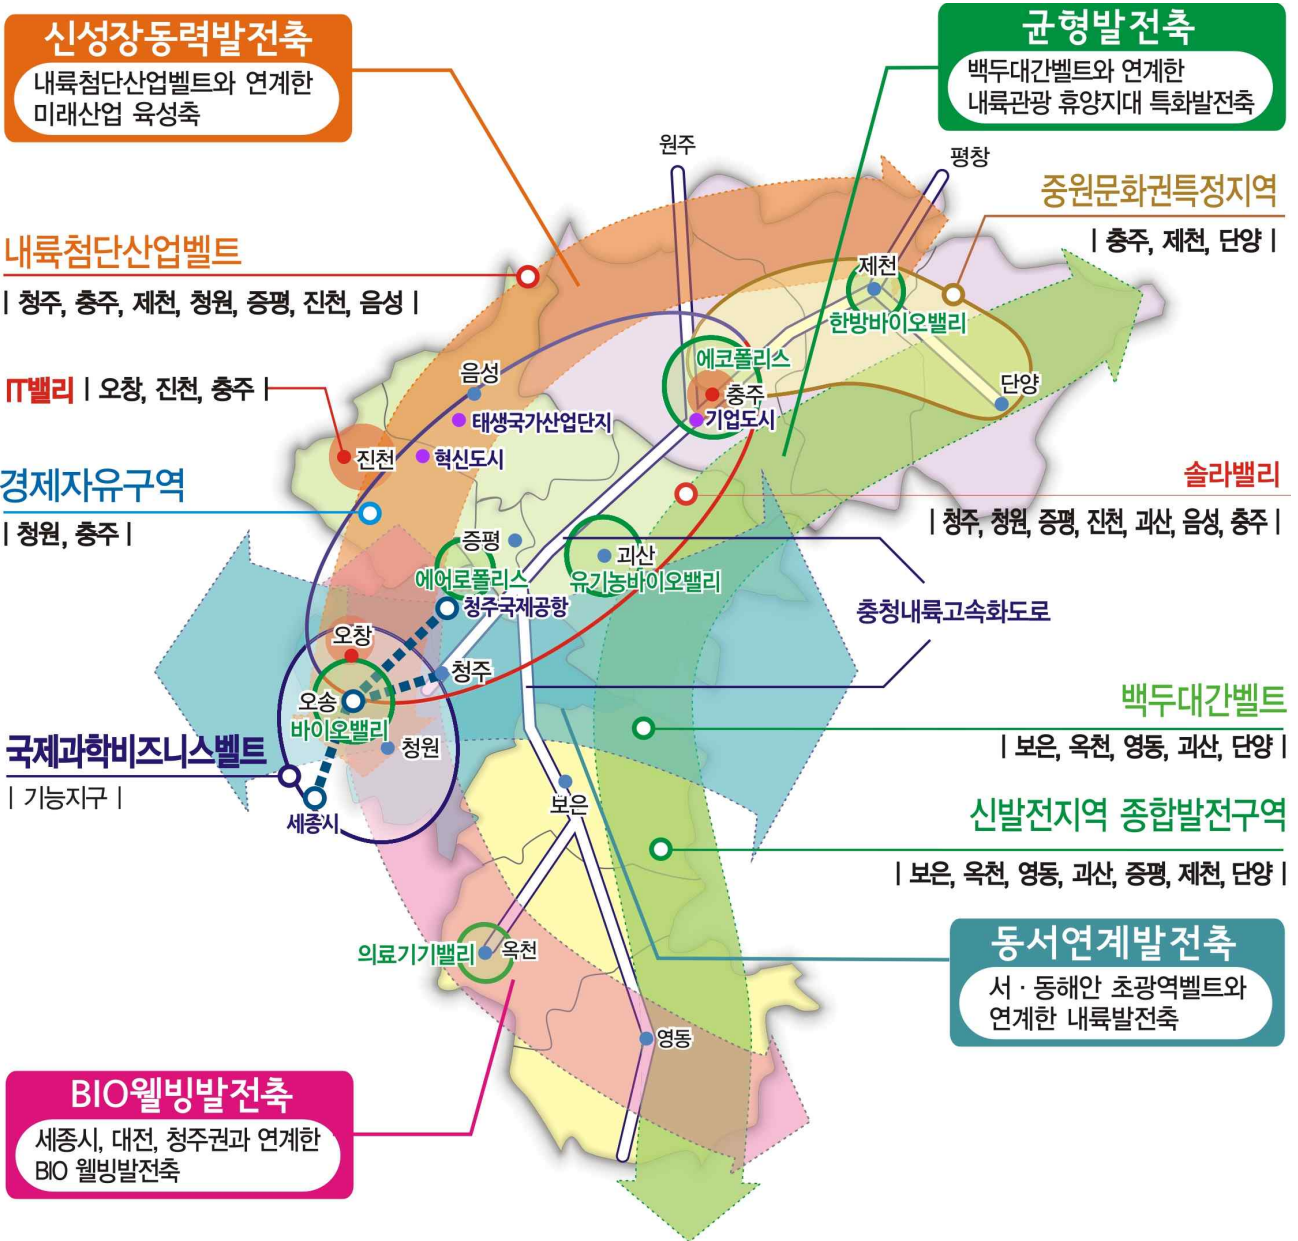 신성장동력발전축
내륙첨단산업벨트와 연계한
미래산업 육성축
균형발전축
백두대간벨트와 연계한
내륙관광 휴양지대 특화발전축
원주
평창
중원문화권특정지역
| 충주, 제천, 단양 |
내륙첨단산업벨트
| 청주, 충주, 제천, 청원, 증평, 진천, 음성 |
제천
한방바이오밸리
에코폴리스
충주
기업도시
단양
IT밸리 | 오창, 진천, 충주 |
음성
태생국가산업단지
진천
혁신도시
경제자유구역
| 청원, 충주 |
솔라밸리
| 청주, 청원, 증평, 진천, 괴산, 음성, 충주 |
증평
에어로폴리스
청주국제공항
괴산
유기농바이오밸리
충청내륙고속화도로
오창
청주
오송
바이오밸리
청원
국제과학비즈니스벨트
| 기능지구 |
세종시
백두대간벨트
| 보은, 옥천, 영동, 괴산, 단양 |
보은
신발전지역 종합발전구역
| 보은, 옥천, 영동, 괴산, 증평, 제천, 단양 |
의료기기밸리
옥천
동서연계발전축
서 · 동해안 초광역벨트와
연계한 내륙발전축
영동
BIO웰빙발전축
세종시, 대전, 청주권과 연계한
BIO 웰빙발전축